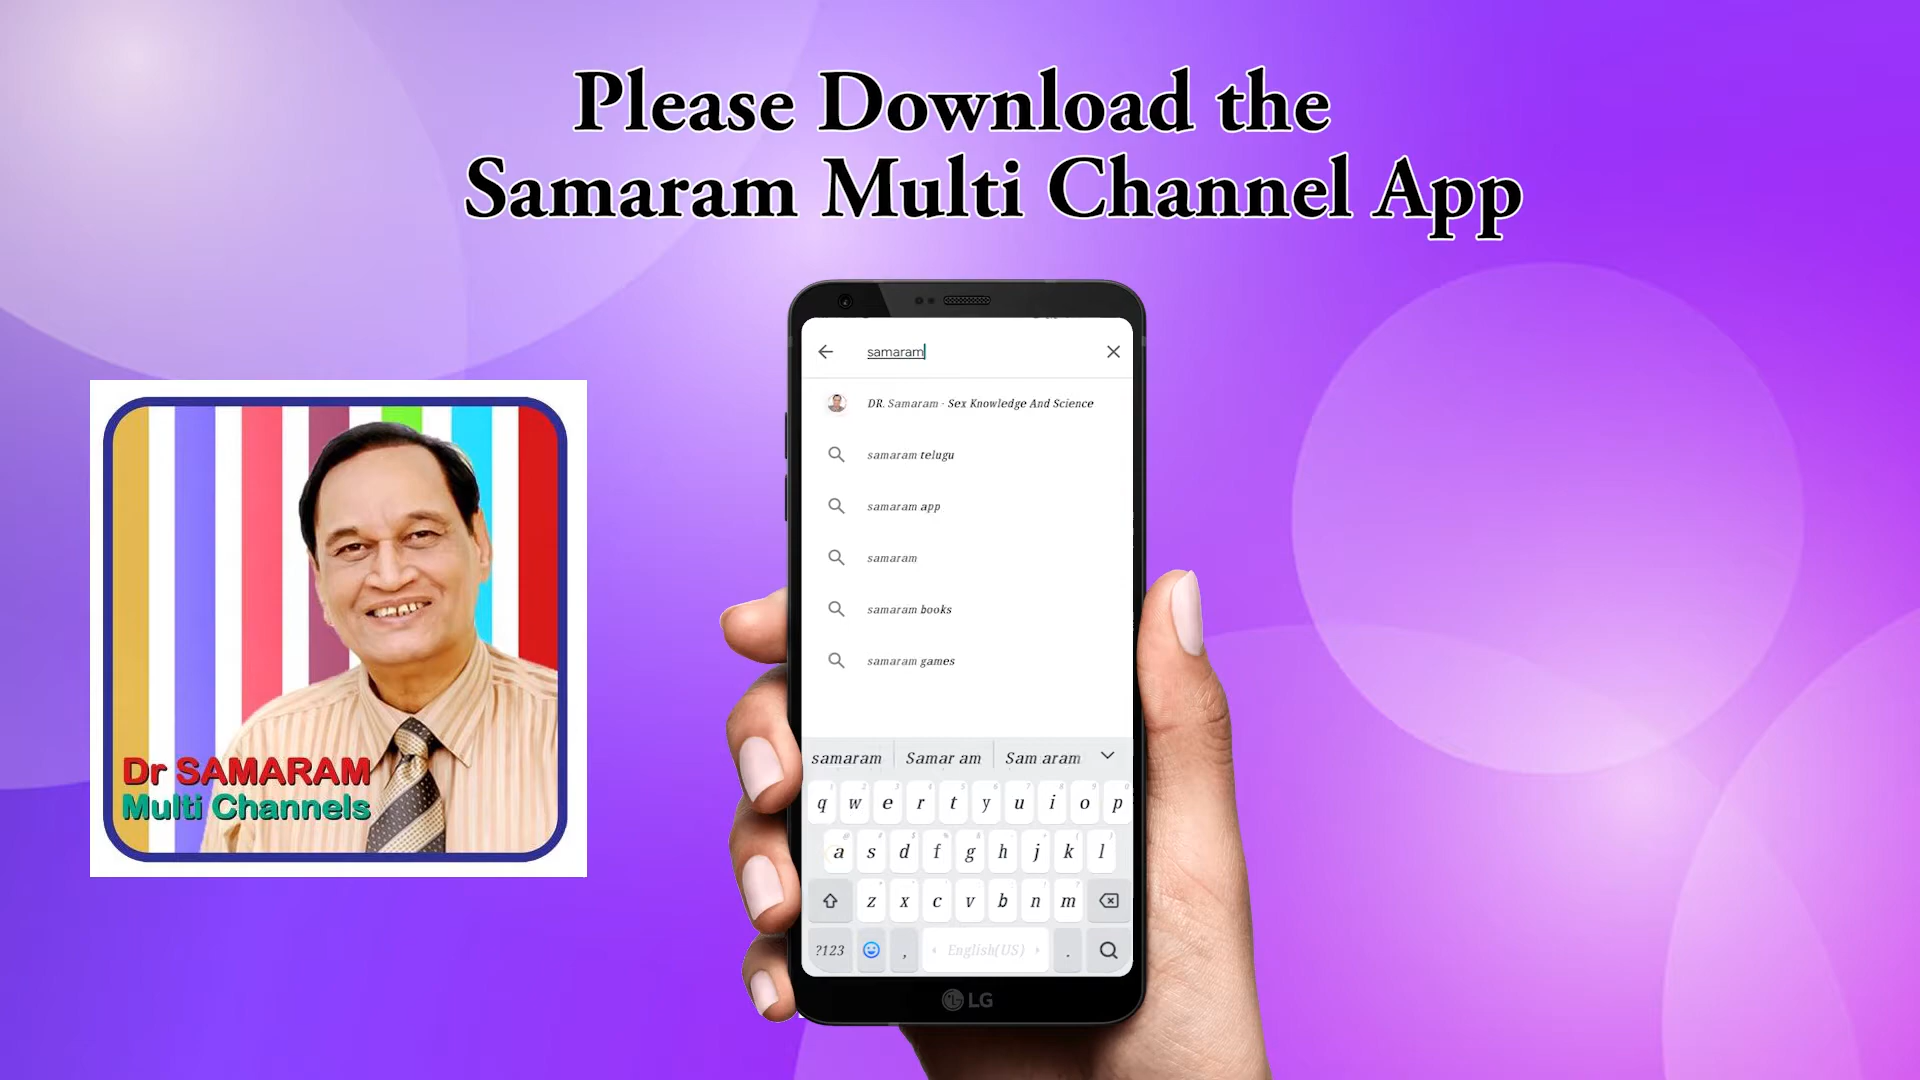 Please Download the
Samaram Multi Channel App
samaram
DR. Samaram - Sex Knowledge And Science
samaram telugu
samaram app
samaram
samaram books
samaram games
samaram Samar am Sam aram
q w e r t y u i o p
a s d f g h j k l
z x c v b n m
?123 , English(US) .
LG
Dr SAMARAM
Multi Channels